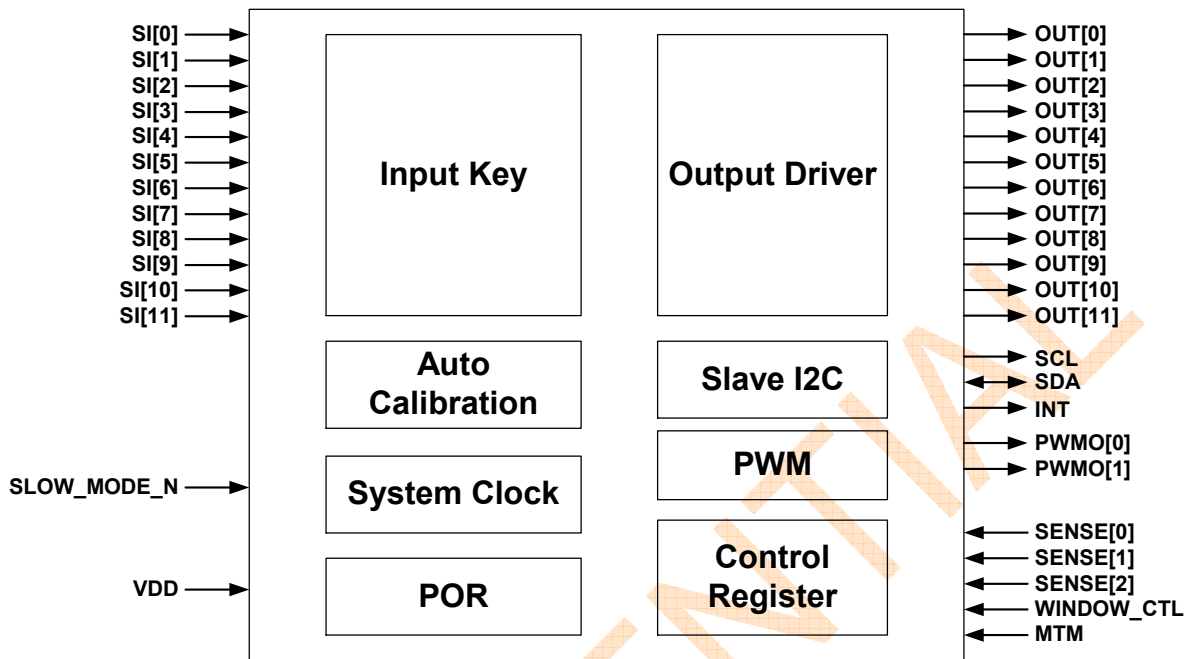 SI[0]
SI[1]
SI[2]
SI[3]
SI[4]
SI[5]
SI[6]
SI[7]
SI[8]
SI[9]
SI[10]
SI[11]
SLOW_MODE_N
VDD
Input Key
Auto
Calibration
System Clock
POR
Output Driver
Slave I2C
PWM
Control
Register
OUT[0]
OUT[1]
OUT[2]
OUT[3]
OUT[4]
OUT[5]
OUT[6]
OUT[7]
OUT[8]
OUT[9]
OUT[10]
OUT[11]
SCL
SDA
INT
PWMO[0]
PWMO[1]
SENSE[0]
SENSE[1]
SENSE[2]
WINDOW_CTL
MTM
ENTIAL